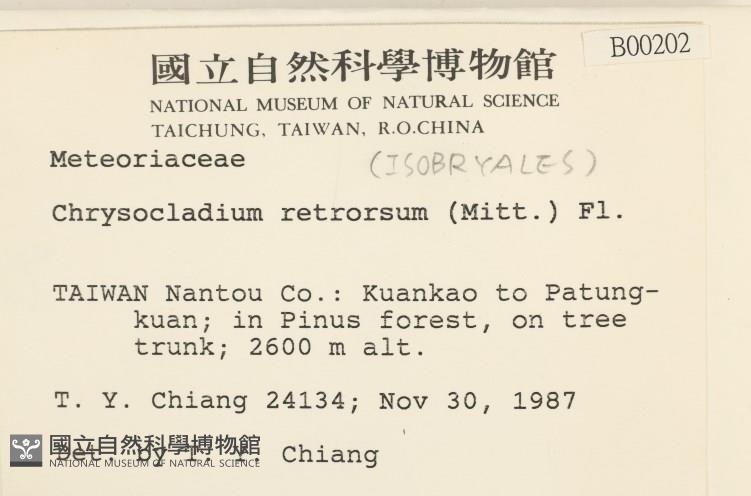 B00202
國立自然科學博物館
NATIONAL MUSEUM OF NATURAL SCIENCE
TAICHUNG, TAIWAN, R.O.CHINA
Meteoriaceae (ISOBRYALES)
Chrysocladium retrorsum (Mitt.) Fl.
TAIWAN Nantou Co.: Kuankao to Patung-
kuan; in Pinus forest, on tree
trunk; 2600 m alt.
T. Y. Chiang 24134; Nov 30, 1987
Det. by T. Y. Chiang
國立自然科學博物館
NATIONAL MUSEUM OF NATURAL SCIENCE